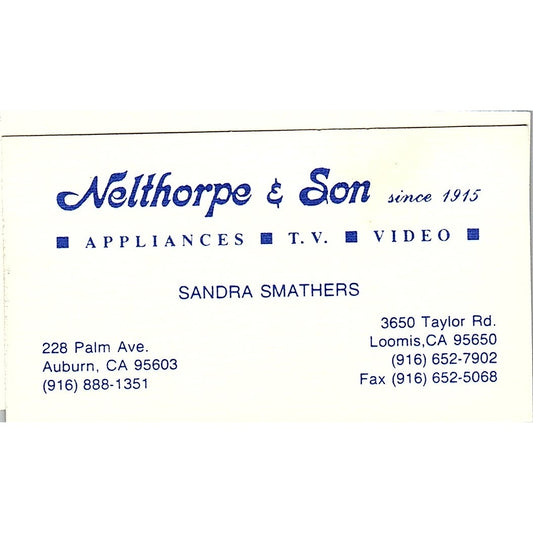 Nelthorpe & Son since 1915
■ APPLIANCES ■ T.V. ■ VIDEO ■
SANDRA SMATHERS
228 Palm Ave.
Auburn, CA 95603
(916) 888-1351
3650 Taylor Rd.
Loomis,CA 95650
(916) 652-7902
Fax (916) 652-5068